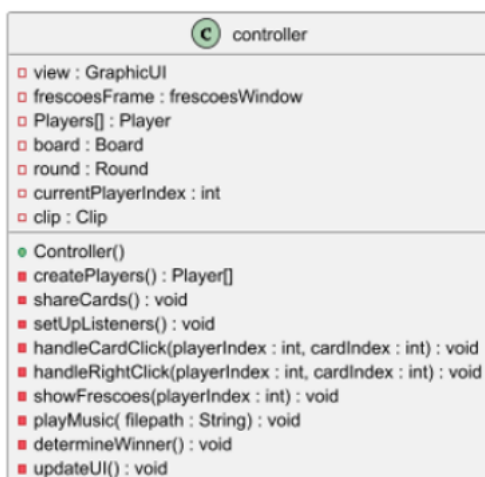 C controller
view : GraphicUI
frescoesFrame : frescoesWindow
Players[] : Player
board : Board
round : Round
currentPlayerIndex : int
clip : Clip
Controller()
createPlayers() : Player[]
shareCards() : void
setUpListeners() : void
handleCardClick(playerIndex : int, cardIndex : int) : void
handleRightClick(playerIndex : int, cardIndex : int) : void
showFrescoes(playerIndex : int) : void
playMusic( filepath : String) : void
determineWinner() : void
updateUI() : void